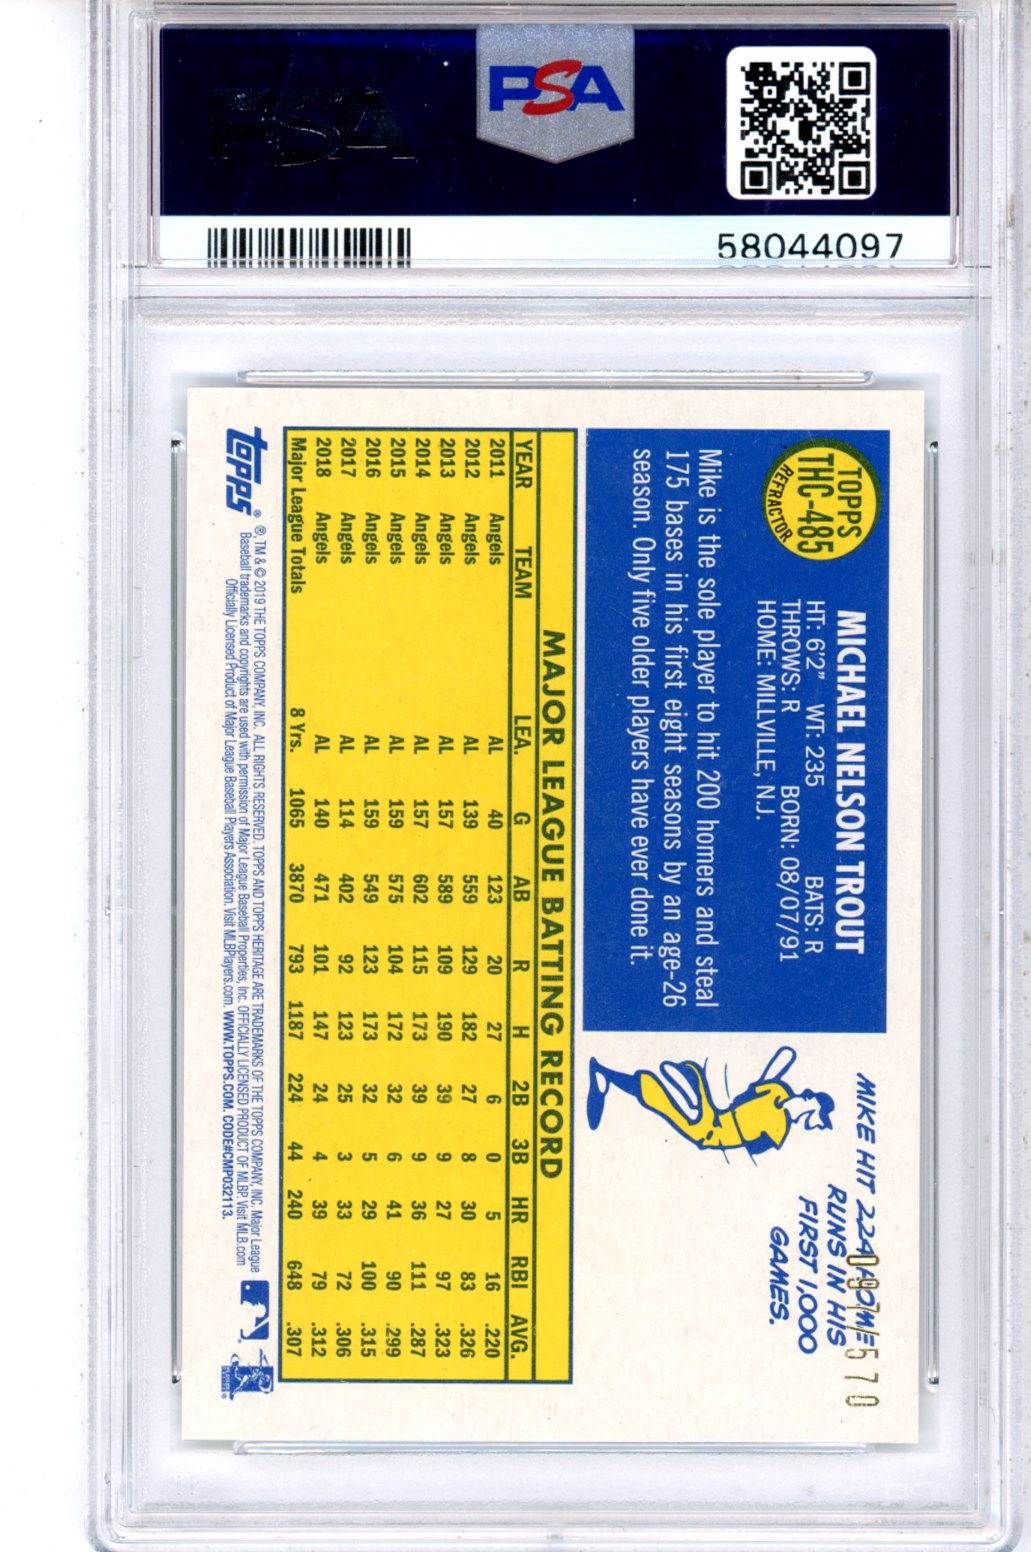 PSA
PSA
58044097
TOPPS
THC-485
REFRACTOR
MICHAEL NELSON TROUT
HT: 6'2" WT: 235 BATS: R
THROWS: R BORN: 08/07/91
HOME: MILLVILLE, N.J.
Mike is the sole player to hit 200 homers and steal
175 bases in his first eight seasons by an age-26
season. Only five older players have ever done it.
MIKE HIT 224 HOME
RUNS IN HIS
FIRST 1,000
GAMES.
097/570
MAJOR LEAGUE BATTING RECORD
YEAR TEAM LEA. G AB R H 2B 3B HR RBI AVG.
2011 Angels AL 40 123 20 27 6 0 5 16 .220
2012 Angels AL 139 559 129 182 27 8 30 83 .326
2013 Angels AL 157 589 109 190 39 9 27 97 .323
2014 Angels AL 157 602 115 173 39 9 36 111 .287
2015 Angels AL 159 575 104 172 32 6 41 90 .299
2016 Angels AL 159 549 123 173 32 5 29 100 .315
2017 Angels AL 114 402 92 123 25 3 33 72 .306
2018 Angels AL 140 471 101 147 24 4 39 79 .312
Major League Totals 8 Yrs. 1065 3870 793 1187 224 44 240 648 .307
topps®
®, TM & © 2019 THE TOPPS COMPANY, INC. ALL RIGHTS RESERVED. TOPPS AND TOPPS HERITAGE ARE TRADEMARKS OF THE TOPPS COMPANY, INC. Major League
Baseball trademarks and copyrights are used with permission of Major League Baseball Properties, Inc. OFFICIALLY LICENSED PRODUCT OF MLBP. Visit MLB.com
Officially Licensed Product of Major League Baseball Players Association. Visit MLBPlayers.com. WWW.TOPPS.COM. CODE#CMP032113.